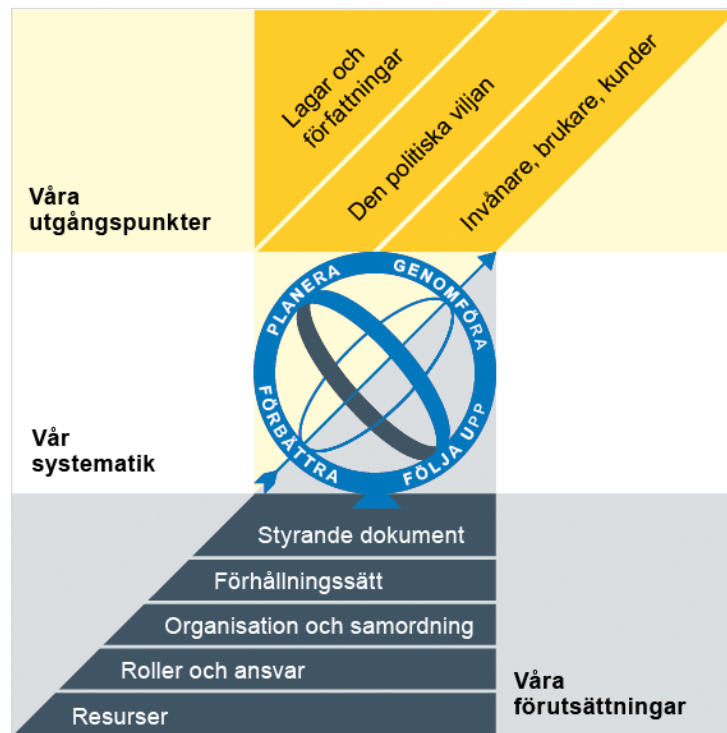 Lagar och
författningar
Den politiska viljan
Invånare, brukare, kunder
Våra
utgångspunkter
PLANERA
GENOMFÖRA
FÖLJA UPP
FÖRBÄTTRA
Vår
systematik
Styrande dokument
Förhållningssätt
Organisation och samordning
Roller och ansvar
Resurser
Våra
förutsättningar